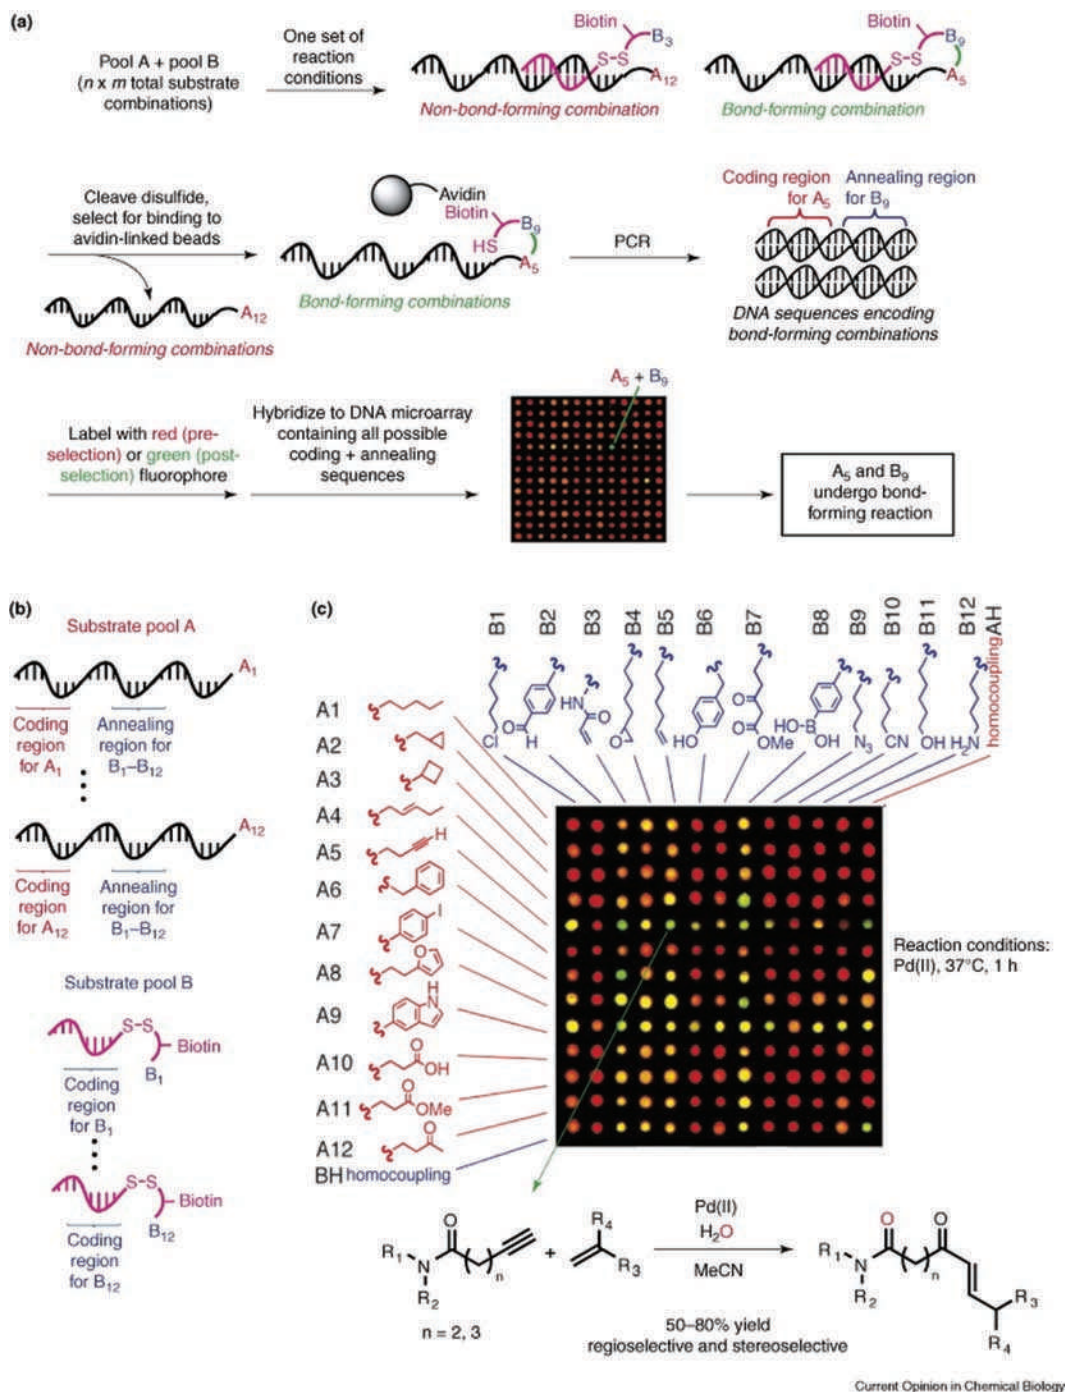 (a)
Pool A + pool B
(n x m total substrate
combinations)
One set of
reaction
conditions
Biotin
B3
S–S
A12
Non-bond-forming combination
Biotin
B9
S–S
A5
Bond-forming combination
Cleave disulfide,
select for binding to
avidin-linked beads
A12
Non-bond-forming combinations
Avidin
Biotin
B9
HS
A5
Bond-forming combinations
PCR
Coding region
for A5
Annealing region
for B9
DNA sequences encoding
bond-forming combinations
Label with red (pre-
selection) or green (post-
selection) fluorophore
Hybridize to DNA microarray
containing all possible
coding + annealing
sequences
A5 + B9
A5 and B9
undergo bond-
forming reaction
(b)
Substrate pool A
A1
Coding
region
for A1
Annealing
region for
B1–B12
A12
Coding
region
for A12
Annealing
region for
B1–B12
Substrate pool B
S–S
Biotin
B1
Coding
region
for B1
S–S
Biotin
B12
Coding
region
for B12
(c)
B1
B2
B3
B4
B5
B6
B7
B8
B9
B10
B11
B12
AH
homocoupling
Cl
O
H
HN
O
O
HO
O
O
OMe
HO
B
OH
N3
CN
OH
H2N
A1
A2
A3
A4
A5
H
A6
A7
I
A8
O
A9
H
N
A10
O
OH
A11
O
OMe
A12
O
BH homocoupling
Reaction conditions:
Pd(II), 37°C, 1 h
O
R1
N
R2
n
+
R4
R3
n = 2, 3
Pd(II)
H2O
MeCN
50–80% yield
regioselective and stereoselective
O
O
R1
N
R2
n
R3
R4
Current Opinion in Chemical Biology